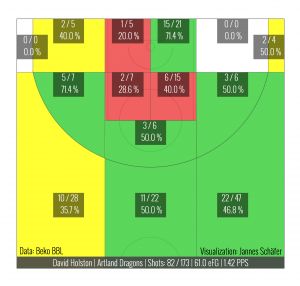 2 / 5
40.0 %
1 / 5
20.0 %
15 / 21
71.4 %
3 / 0
0.0 %
0 / 0
0.0 %
2 / 4
50.0 %
5 / 7
71.4 %
2 / 7
28.6 %
6 / 15
40.0 %
3 / 6
50.0 %
3 / 6
50.0 %
10 / 28
35.7 %
11 / 22
50.0 %
22 / 47
46.8 %
Data: Beko BBL
Visualization: Jannes Schäfer
David Holston | Artland Dragons | Shots: 82 / 173 | 61.0 eFG | 1.42 PPS